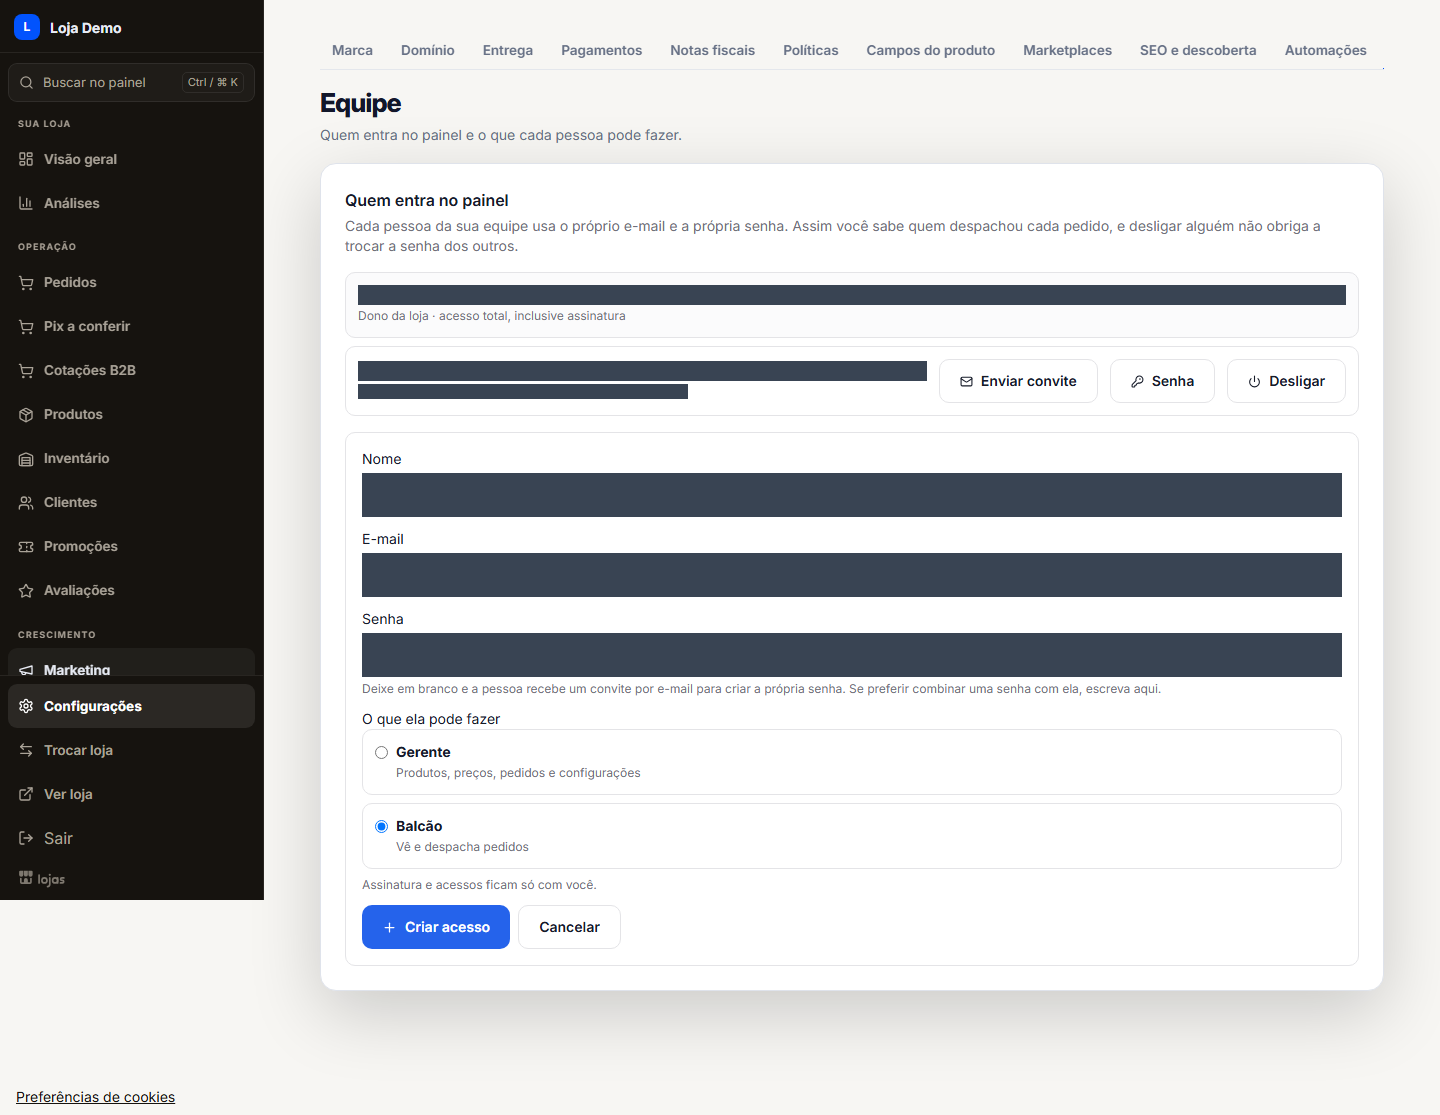 L Loja Demo
Buscar no painel Ctrl / ⌘ K
SUA LOJA
Visão geral
Análises
OPERAÇÃO
Pedidos
Pix a conferir
Cotações B2B
Produtos
Inventário
Clientes
Promoções
Avaliações
CRESCIMENTO
Marketing
Configurações
Trocar loja
Ver loja
Sair
lojas
Marca Domínio Entrega Pagamentos Notas fiscais Políticas Campos do produto Marketplaces SEO e descoberta Automações
Equipe
Quem entra no painel e o que cada pessoa pode fazer.
Quem entra no painel
Cada pessoa da sua equipe usa o próprio e-mail e a própria senha. Assim você sabe quem despachou cada pedido, e desligar alguém não obriga a
trocar a senha dos outros.
Dono da loja · acesso total, inclusive assinatura
Enviar convite Senha Desligar
Nome
E-mail
Senha
Deixe em branco e a pessoa recebe um convite por e-mail para criar a própria senha. Se preferir combinar uma senha com ela, escreva aqui.
O que ela pode fazer
Gerente
Produtos, preços, pedidos e configurações
Balcão
Vê e despacha pedidos
Assinatura e acessos ficam só com você.
Criar acesso Cancelar
Preferências de cookies